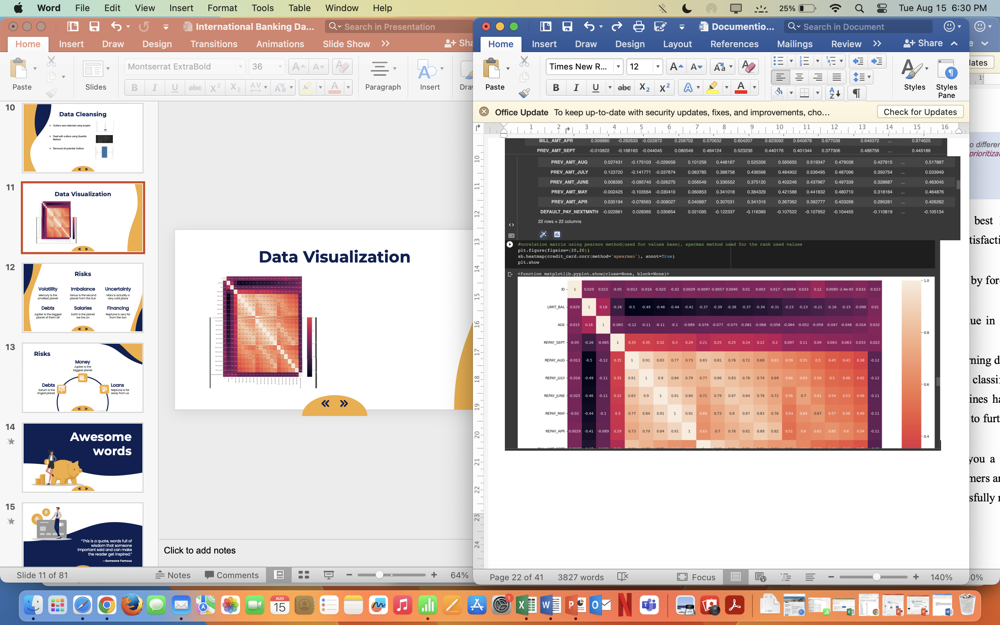 Word File Edit View Insert Format Tools Table Window Help
25% Tue Aug 15 6:30 PM
International Banking Da...
Search in Presentation
Home Insert Draw Design Transitions Animations Slide Show
Montserrat ExtraBold 36
Paste Slides Paragraph Insert
10
Data Cleansing
Outliers were detected using boxplot
Dealt with outliers using Quantile
Method
Removed all potential Outliers
11
Data Visualization
12
Risks
Volatility Imbalance Uncertainty
Mercury is the Venus is the second Mars is actually a
smallest planet planet from the Sun very cold place
Debts Salaries Financing
Jupiter is the biggest Earth is the planet Neptune is very far
planet of them all we live on from the Sun
13
Risks
Money
Jupiter is the
biggest planet
Debts Loans
Saturn is the Neptune is far
ringed planet away from us
14
Awesome
words
15
"This is a quote, words full of
wisdom that someone
important said and can make
the reader get inspired."
—Someone Famous
Data Visualization
« »
Click to add notes
Slide 11 of 81 Notes Comments 64%
Documentio...
Search in Document
Home Insert Draw Design Layout References Mailings Review Share
Times New R... 12
Paste Styles Styles
Pane
Office Update To keep up-to-date with security updates, fixes, and improvements, cho...
Check for Updates
1 2 3 4 5 6 7 8 9 10 11 12 13 14 15 16
BILL_AMT_APR 0.009880 -0.282633 -0.022872 0.256702 0.570632 0.604207 0.623092 0.640878 0.677038 0.649372 ... 0.874625
PREV_AMT_SEPT -0.010822 -0.168163 -0.044045 0.080549 0.464124 0.523236 0.440176 0.401344 0.377306 0.488756 ... 0.445186
PREV_AMT_AUG 0.027431 -0.175103 -0.029059 0.101259 0.448167 0.525356 0.585655 0.519347 0.479038 0.427915 ... 0.517887
PREV_AMT_JULY 0.123720 -0.141771 -0.037674 0.083785 0.388758 0.436568 0.484902 0.536495 0.487096 0.350754 ... 0.533949
PREV_AMT_JUNE 0.008395 -0.095740 -0.026275 0.056549 0.336552 0.375120 0.402246 0.437967 0.497339 0.328687 ... 0.463045
PREV_AMT_MAY -0.002425 -0.103564 -0.030410 0.060853 0.341018 0.384329 0.421588 0.441832 0.480710 0.318164 ... 0.464876
PREV_AMT_APR 0.035194 -0.078563 -0.008027 0.040887 0.307031 0.341316 0.367362 0.392777 0.433268 0.295281 ... 0.426282
DEFAULT_PAY_NEXTMNTH -0.022861 0.028365 0.030654 0.021095 -0.122337 -0.116389 -0.107522 -0.107952 -0.104455 -0.110819 ... -0.105134
22 rows × 22 columns
#corelation matrix using pearson method(used for values base), sperman method used for the rank used values
plt.figure(figsize=(20,20))
sb.heatmap(credit_card.corr(method='spearman'), annot=True)
plt.show
<function matplotlib.pyplot.show(close=None, block=None)>
ID 1 0.029 0.015 -0.05 -0.013 -0.016 -0.025 -0.02 0.0029 -0.0097 -0.0057 0.0045 0.01 0.003 0.017 -0.0064 0.033 0.12 0.0085 -2.4e-05 0.033 -0.023
LIMIT_BAL 0.029 1 0.18 -0.26 -0.5 -0.49 -0.46 -0.44 -0.41 -0.37 -0.39 -0.38 -0.37 -0.34 -0.31 -0.23 -0.23 -0.21 -0.16 -0.15 -0.098 0.01
AGE 0.015 0.18 1 -0.065 -0.12 -0.11 -0.11 -0.1 -0.089 -0.076 -0.077 -0.075 -0.081 -0.068 -0.058 -0.064 -0.052 -0.059 -0.047 -0.048 -0.016 0.032
REPAY_SEPT -0.05 -0.26 -0.065 1 0.35 0.35 0.32 0.3 0.29 0.21 0.25 0.25 0.24 0.22 0.2 0.097 0.11 0.09 0.063 0.063 0.033 0.022
REPAY_AUG -0.013 -0.5 -0.12 0.35 1 0.91 0.83 0.77 0.73 0.83 0.81 0.76 0.72 0.68 0.63 0.59 0.55 0.5 0.45 0.43 0.38 -0.12
REPAY_JULY -0.016 -0.49 -0.11 0.35 0.91 1 0.9 0.84 0.79 0.77 0.86 0.83 0.78 0.74 0.69 0.66 0.63 0.56 0.5 0.48 0.42 -0.12
REPAY_JUNE -0.025 -0.46 -0.11 0.32 0.83 0.9 1 0.91 0.84 0.71 0.79 0.87 0.84 0.78 0.72 0.58 0.7 0.61 0.54 0.53 0.46 -0.11
REPAY_MAY -0.02 -0.44 -0.1 0.3 0.77 0.84 0.91 1 0.91 0.66 0.73 0.8 0.87 0.83 0.76 0.54 0.64 0.67 0.57 0.56 0.49 -0.11
REPAY_APR 0.0029 -0.41 -0.089 0.29 0.73 0.79 0.84 0.91 1 0.63 0.7 0.76 0.81 0.88 0.82 0.51 0.6 0.62 0.65 0.6 0.54 -0.11
1.0
0.8
0.6
0.4
Page 22 of 41 3827 words Focus 140%
best
by for
you a
AUG
15